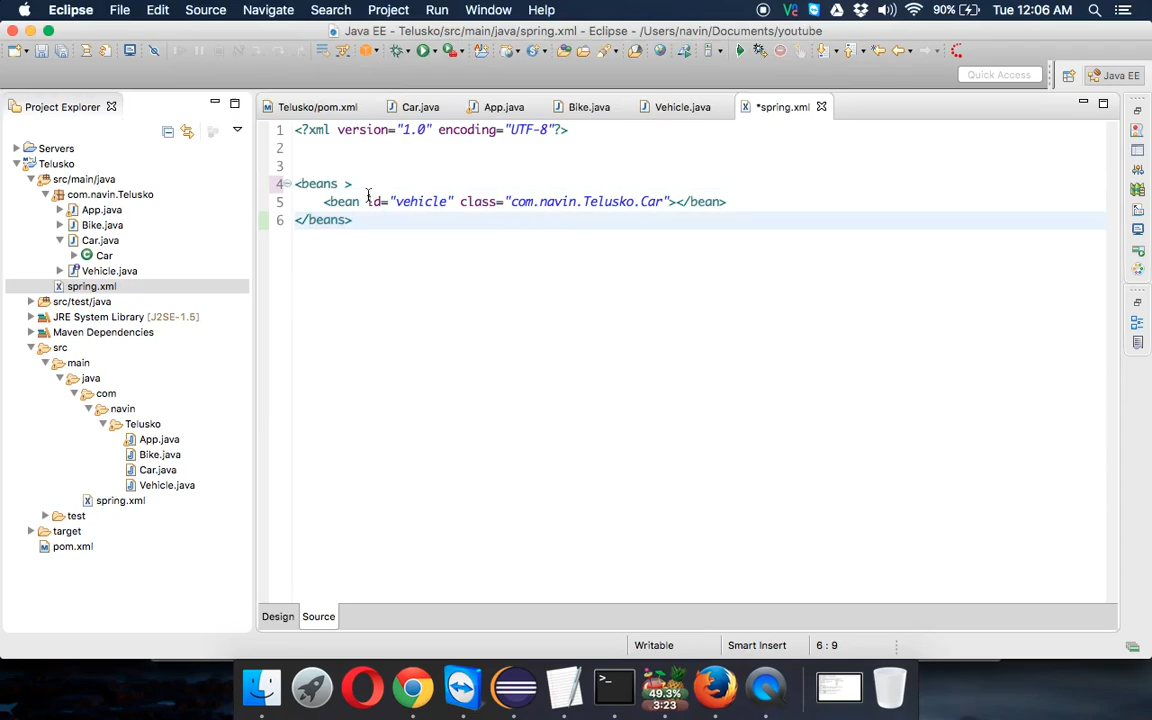 Eclipse File Edit Source Navigate Search Project Run Window Help 90% Tue 12:06 AM
Java EE - Telusko/src/main/java/spring.xml - Eclipse - /Users/navin/Documents/youtube
Quick Access Java EE
Project Explorer
Servers
Telusko
src/main/java
com.navin.Telusko
App.java
Bike.java
Car.java
Car
Vehicle.java
spring.xml
src/test/java
JRE System Library [J2SE-1.5]
Maven Dependencies
src
main
java
com
navin
Telusko
App.java
Bike.java
Car.java
Vehicle.java
spring.xml
test
target
pom.xml
Telusko/pom.xml Car.java App.java Bike.java Vehicle.java *spring.xml
1 <?xml version="1.0" encoding="UTF-8"?>
2
3
4 <beans >
5 <bean id="vehicle" class="com.navin.Telusko.Car"></bean>
6 </beans>
Design Source
Writable Smart Insert 6 : 9
49.3%
3:23